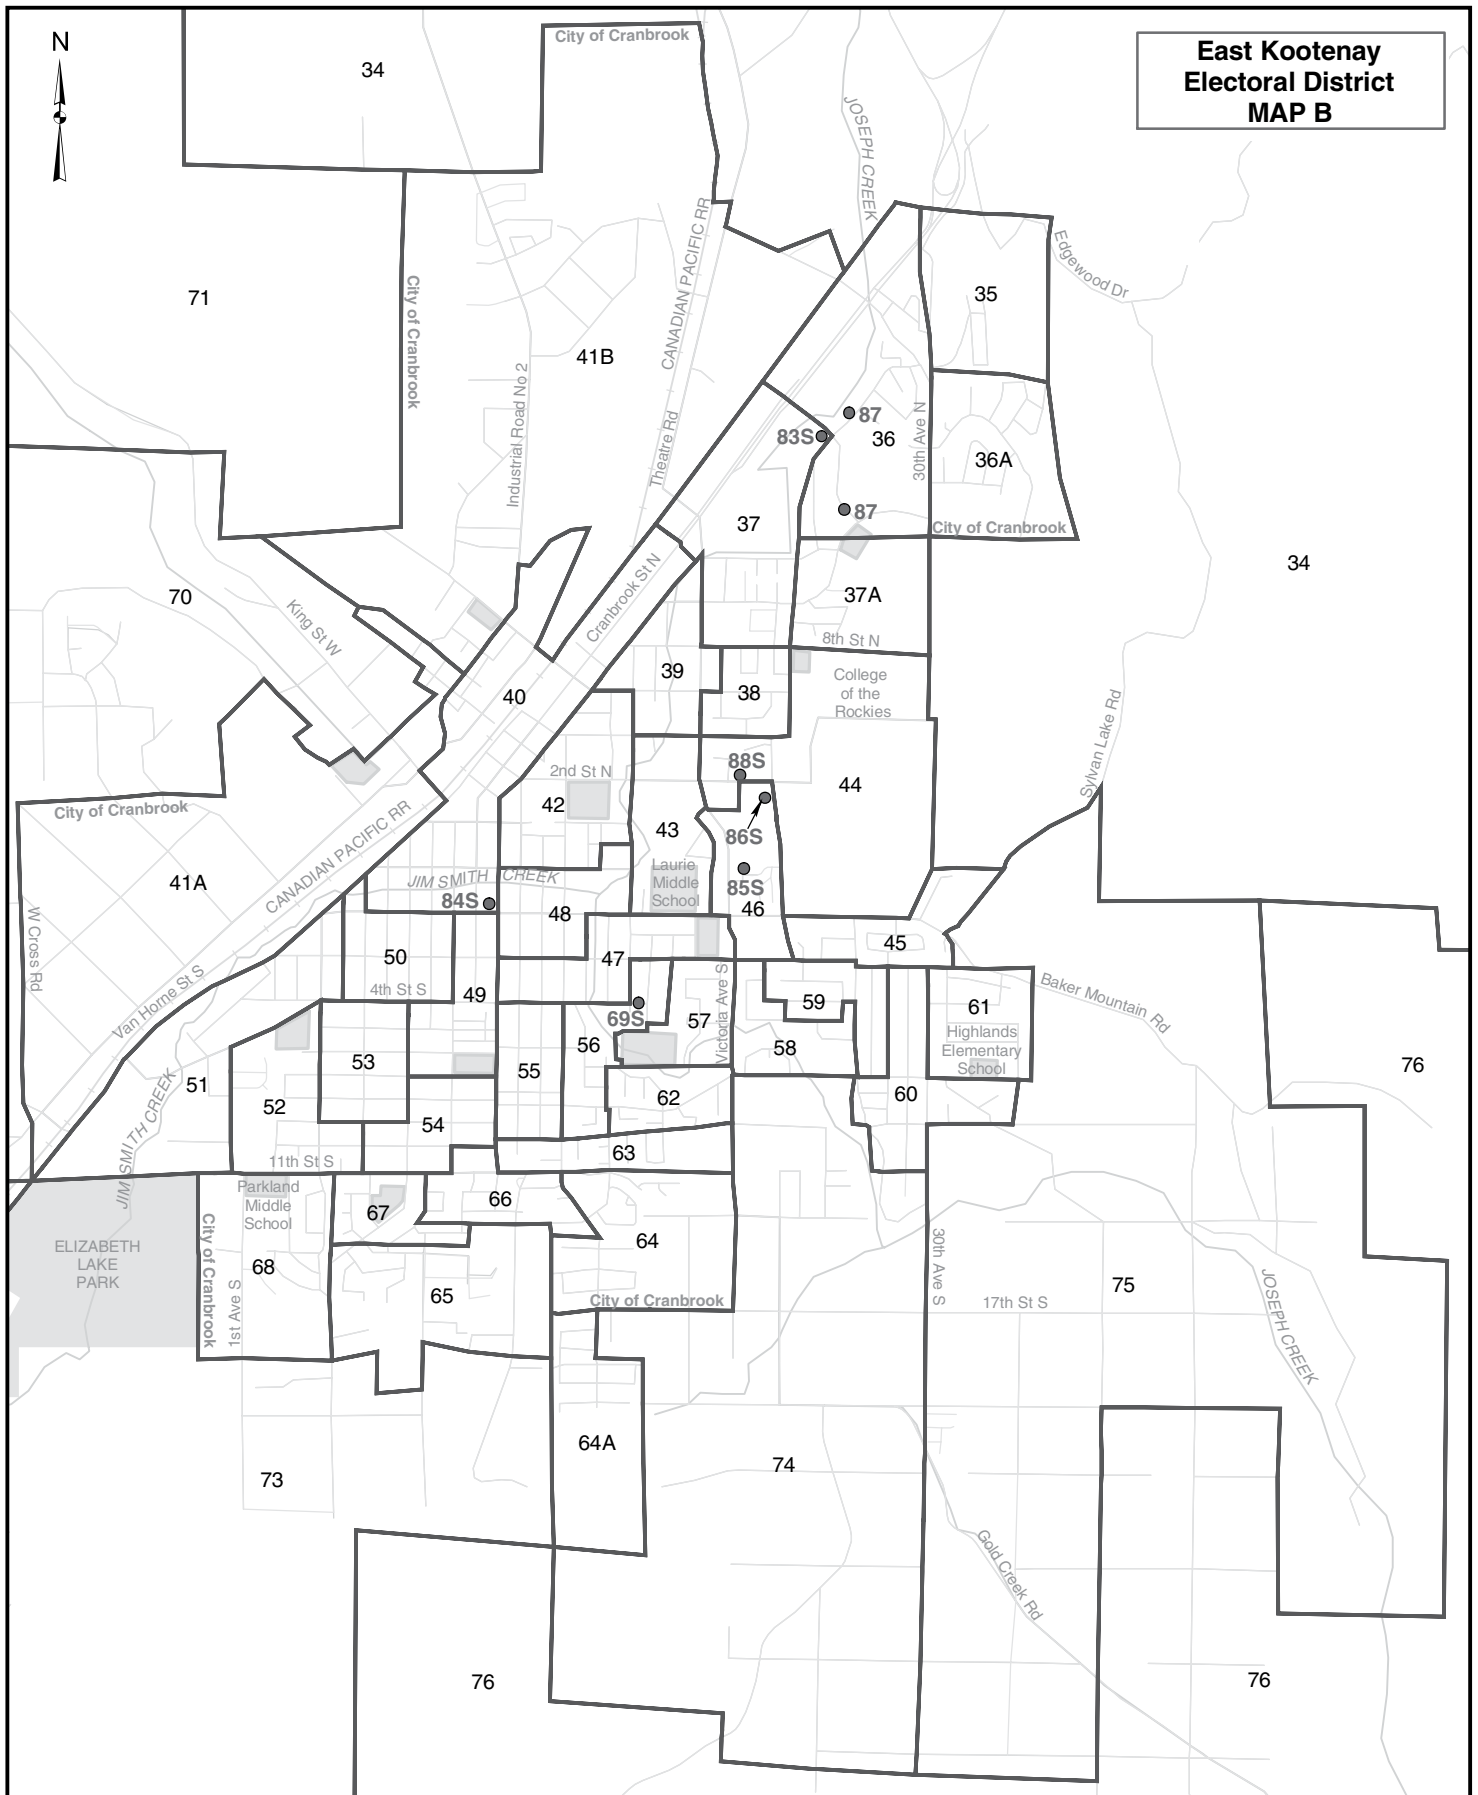 City of Cranbrook
N
East Kootenay
Electoral District
MAP B
34
JOSEPH CREEK
CANADIAN PACIFIC RR
Edgewood Dr
71
City of Cranbrook
35
41B
Industrial Road No 2
Theatre Rd
87
83S
36
30th Ave N
36A
87
37
City of Cranbrook
34
Cranbrook St N
70
King St W
37A
8th St N
39
38
40
College
of the
Rockies
Sylvan Lake Rd
88S
2nd St N
44
42
City of Cranbrook
43
86S
CANADIAN PACIFIC RR
41A
JIM SMITH CREEK
Laurie
Middle
School
85S
84S
46
48
W Cross Rd
45
50
47
4th St S
49
Van Horne St S
59
61
Baker Mountain Rd
69S
57
Victoria Ave S
56
58
Highlands
Elementary
School
53
55
76
51
52
62
60
54
JIM SMITH CREEK
63
11th St S
Parkland
Middle
School
66
67
ELIZABETH
LAKE
PARK
City of Cranbrook
68
64
30th Ave S
75
JOSEPH CREEK
1st Ave S
65
City of Cranbrook
17th St S
64A
74
73
Gold Creek Rd
76
76